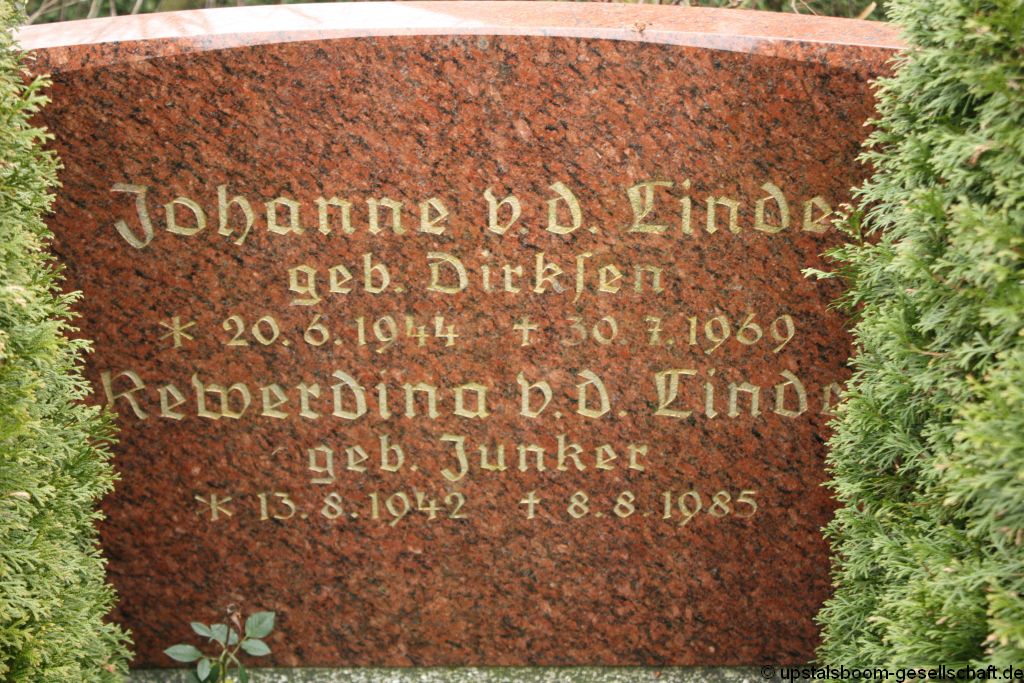 Johanne v.d. Linde
geb. Dirkſen
* 20.6.1944 † 30.7.1969
Rewerdina v.d. Linde
geb. Junker
* 13.8.1942 † 8.8.1985
© upstalsboom-gesellschaft.de